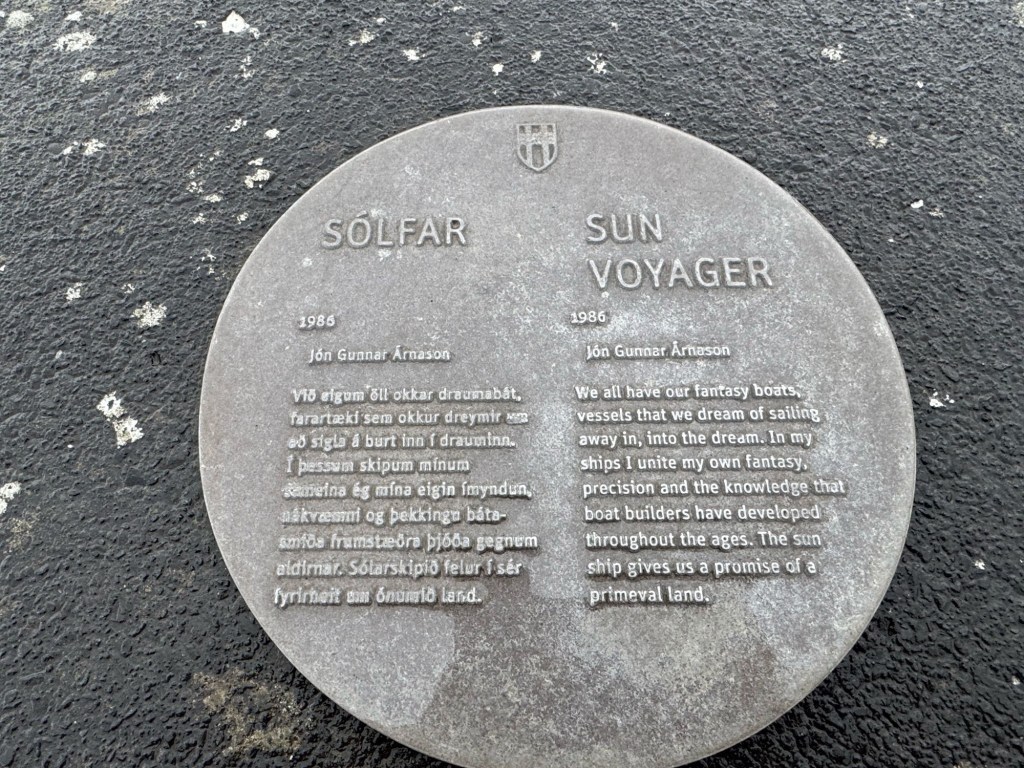 SÓLFAR
1986
Jón Gunnar Árnason
Við eigum öll okkar draumabát,
farartæki sem okkur dreymir um
að sigla á burt inn í drauminn.
Í þessum skipum mínum
sameina ég mína eigin ímyndun,
nákvæmni og þekkingu báta-
smiða frumstæðra þjóða gegnum
aldirnar. Sólarskipið felur í sér
fyrirheit um ónumið land.
SUN
VOYAGER
1986
Jón Gunnar Árnason
We all have our fantasy boats,
vessels that we dream of sailing
away in, into the dream. In my
ships I unite my own fantasy,
precision and the knowledge that
boat builders have developed
throughout the ages. The sun
ship gives us a promise of a
primeval land.